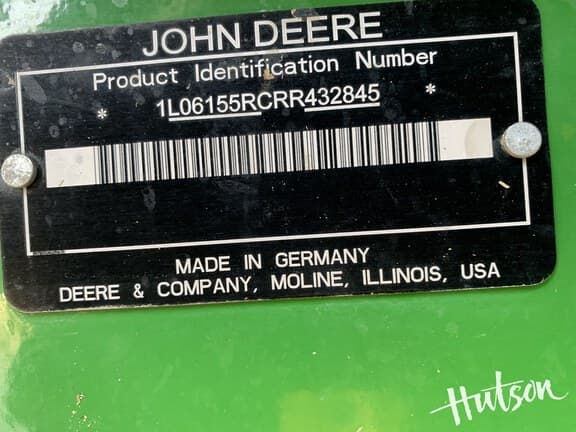 JOHN DEERE
Product Identification Number
* 1L06155RCRR432845 *
MADE IN GERMANY
DEERE & COMPANY, MOLINE, ILLINOIS, USA
Hutson